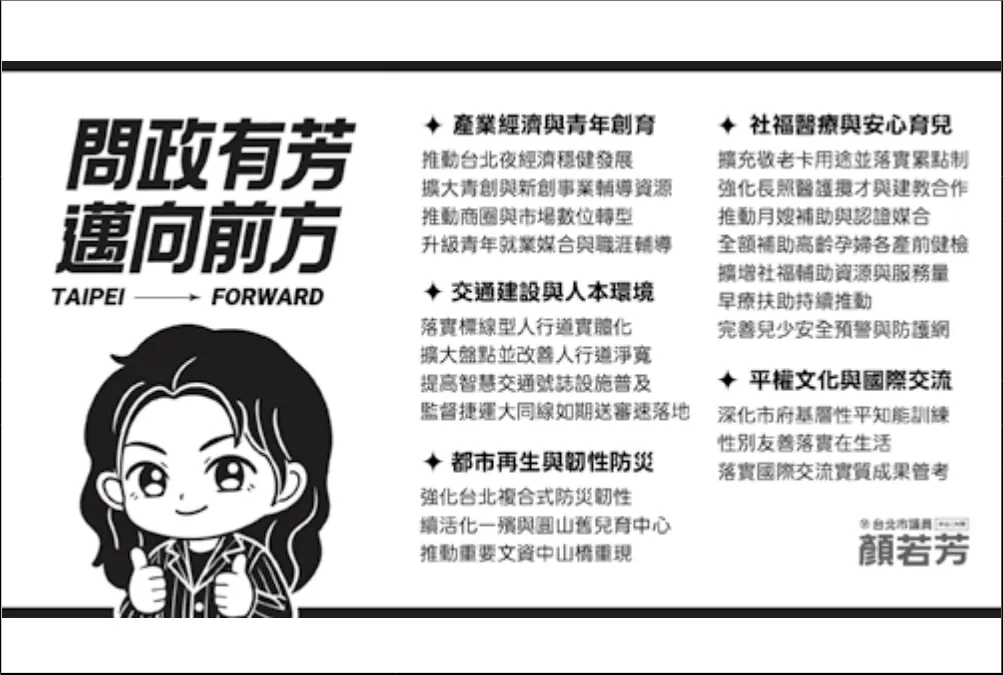 問政有芳
邁向前方
TAIPEI → FORWARD
✦ 產業經濟與青年創育
推動台北夜經濟穩健發展
擴大青創與新創事業輔導資源
推動商圈與市場數位轉型
升級青年就業媒合與職涯輔導
✦ 交通建設與人本環境
落實標線型人行道實體化
擴大盤點並改善人行道淨寬
提高智慧交通號誌設施普及
監督捷運大同線如期送審速落地
✦ 都市再生與韌性防災
強化台北複合式防災韌性
續活化一殯與圓山舊兒育中心
推動重要文資中山橋重現
✦ 社福醫療與安心育兒
擴充敬老卡用途並落實累點制
強化長照醫護攬才與建教合作
推動月嫂補助與認證媒合
全額補助高齡孕婦各產前健檢
擴增社福輔助資源與服務量
早療扶助持續推動
完善兒少安全預警與防護網
✦ 平權文化與國際交流
深化市府基層性平知能訓練
性別友善落實在生活
落實國際交流實質成果管考
台北市議員
顏若芳